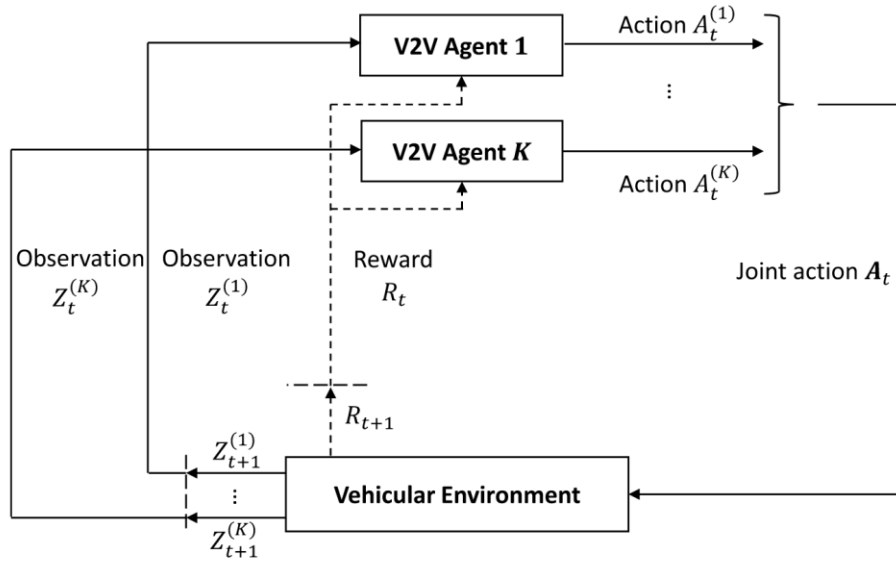 V2V Agent 1
Action A_t^{(1)}
⋮
V2V Agent K
Action A_t^{(K)}
Observation
Z_t^{(K)}
Observation
Z_t^{(1)}
Reward
R_t
Joint action A_t
R_{t+1}
Z_{t+1}^{(1)}
⋮
Z_{t+1}^{(K)}
Vehicular Environment